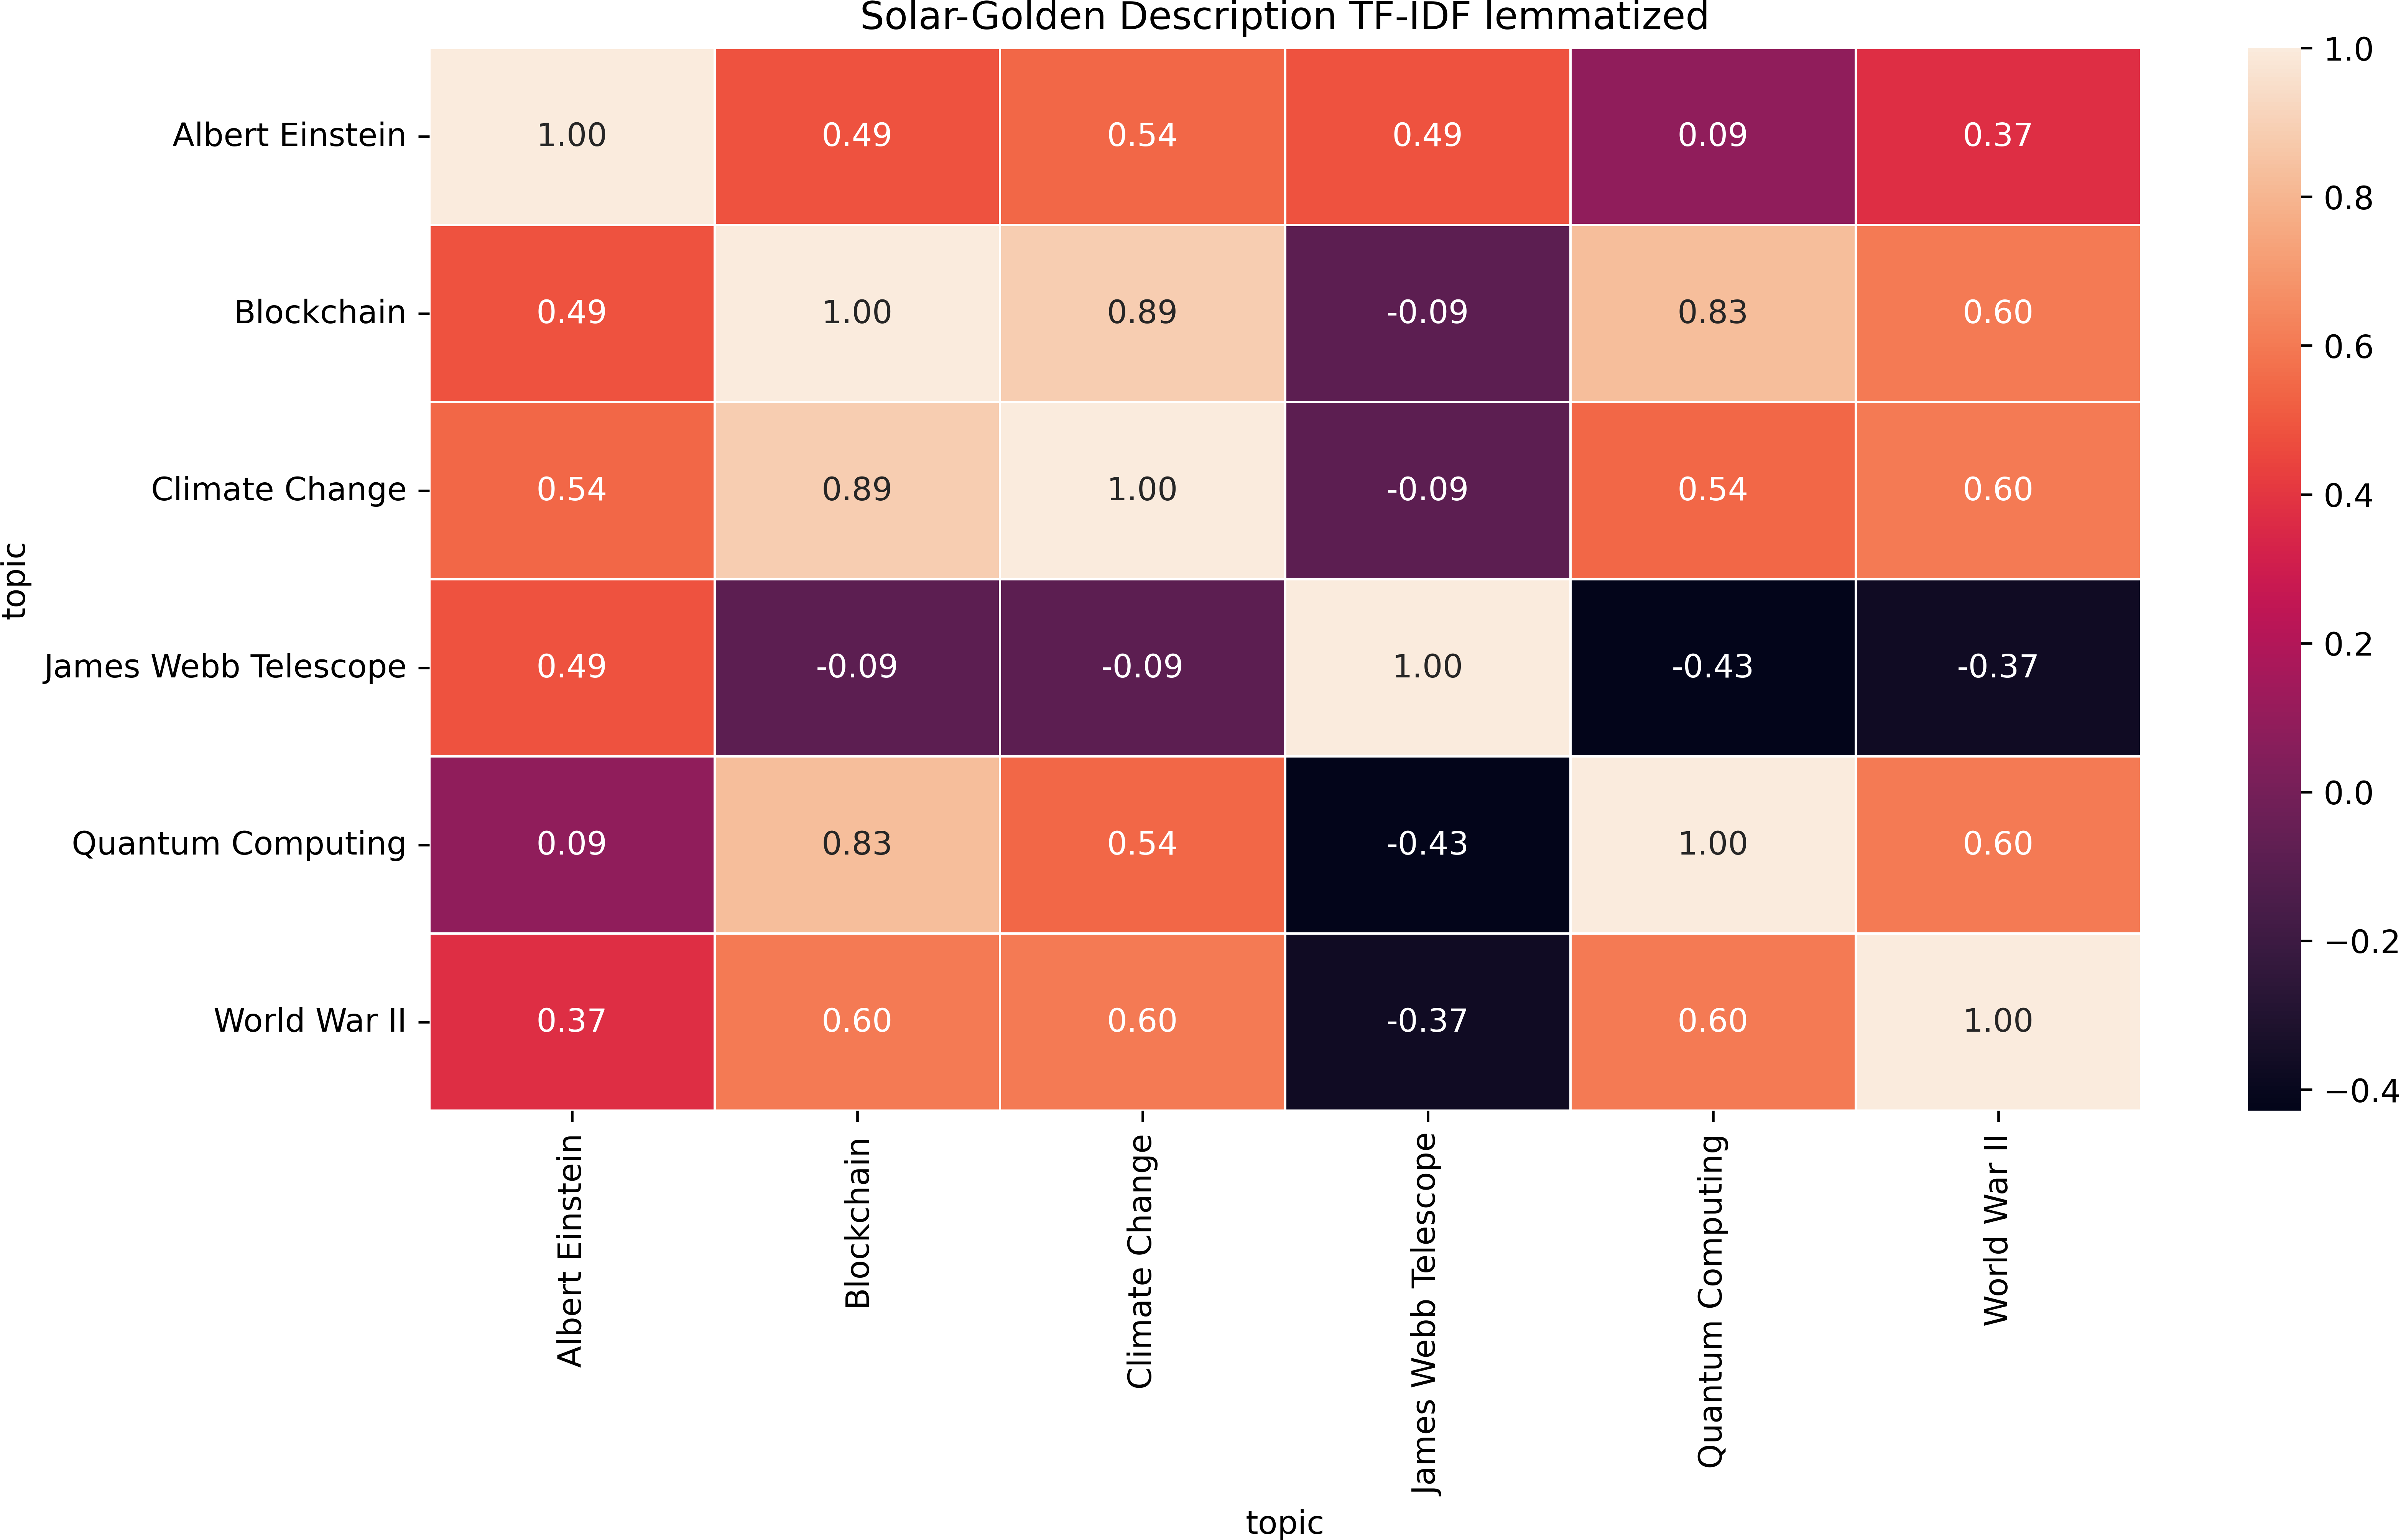 Solar-Golden Description TF-IDF lemmatized
topic
Albert Einstein 1.00 0.49 0.54 0.49 0.09 0.37
Blockchain 0.49 1.00 0.89 -0.09 0.83 0.60
Climate Change 0.54 0.89 1.00 -0.09 0.54 0.60
James Webb Telescope 0.49 -0.09 -0.09 1.00 -0.43 -0.37
Quantum Computing 0.09 0.83 0.54 -0.43 1.00 0.60
World War II 0.37 0.60 0.60 -0.37 0.60 1.00
Albert Einstein
Blockchain
Climate Change
James Webb Telescope
Quantum Computing
World War II
topic
1.0
0.8
0.6
0.4
0.2
0.0
−0.2
−0.4